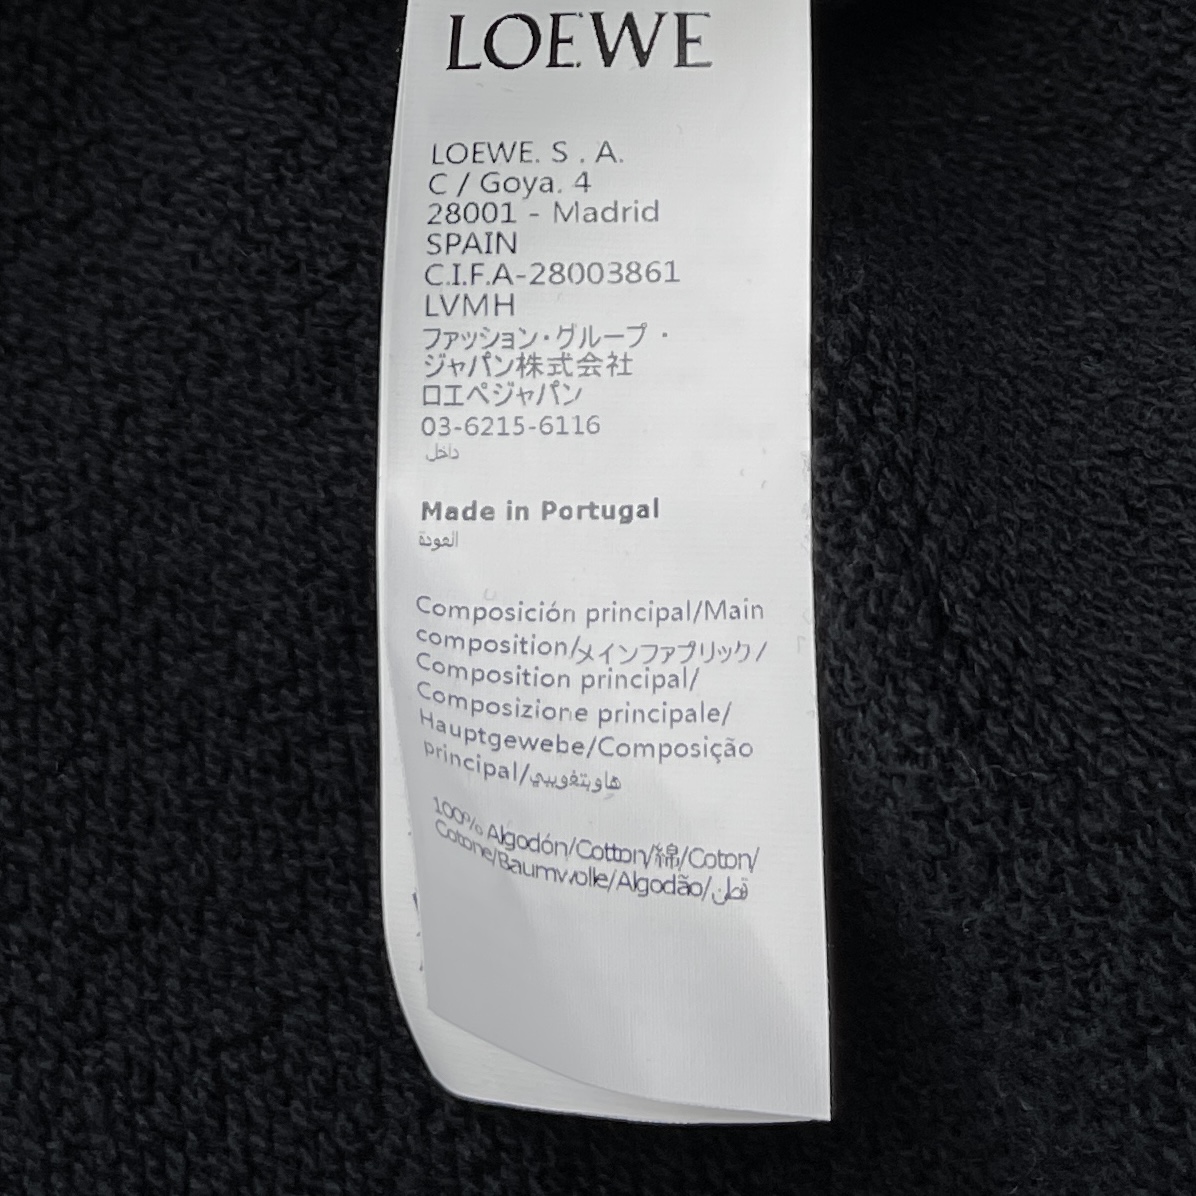 LOEWE
LOEWE. S . A.
C / Goya. 4
28001 - Madrid
SPAIN
C.I.F.A-28003861
LVMH
ファッション・グループ・
ジャパン株式会社
ロエベジャパン
03-6215-6116
داخل
Made in Portugal
العودة
Composición principal/Main
composition/メインファブリック/
Composition principal/
Composizione principale/
Hauptgewebe/Composição
principal/هاوبتغويبي
100% Algodón/Cotton/綿/Coton/
Cotone/Baumwolle/Algodão/قطن